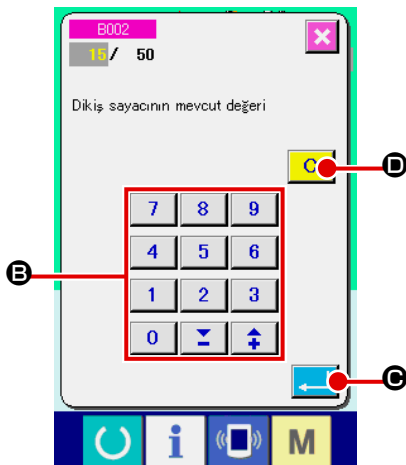 B002
15/ 50
Dikiş sayacının mevcut değeri
C
D
7 8 9
4 5 6
B
1 2 3
0
C
i M